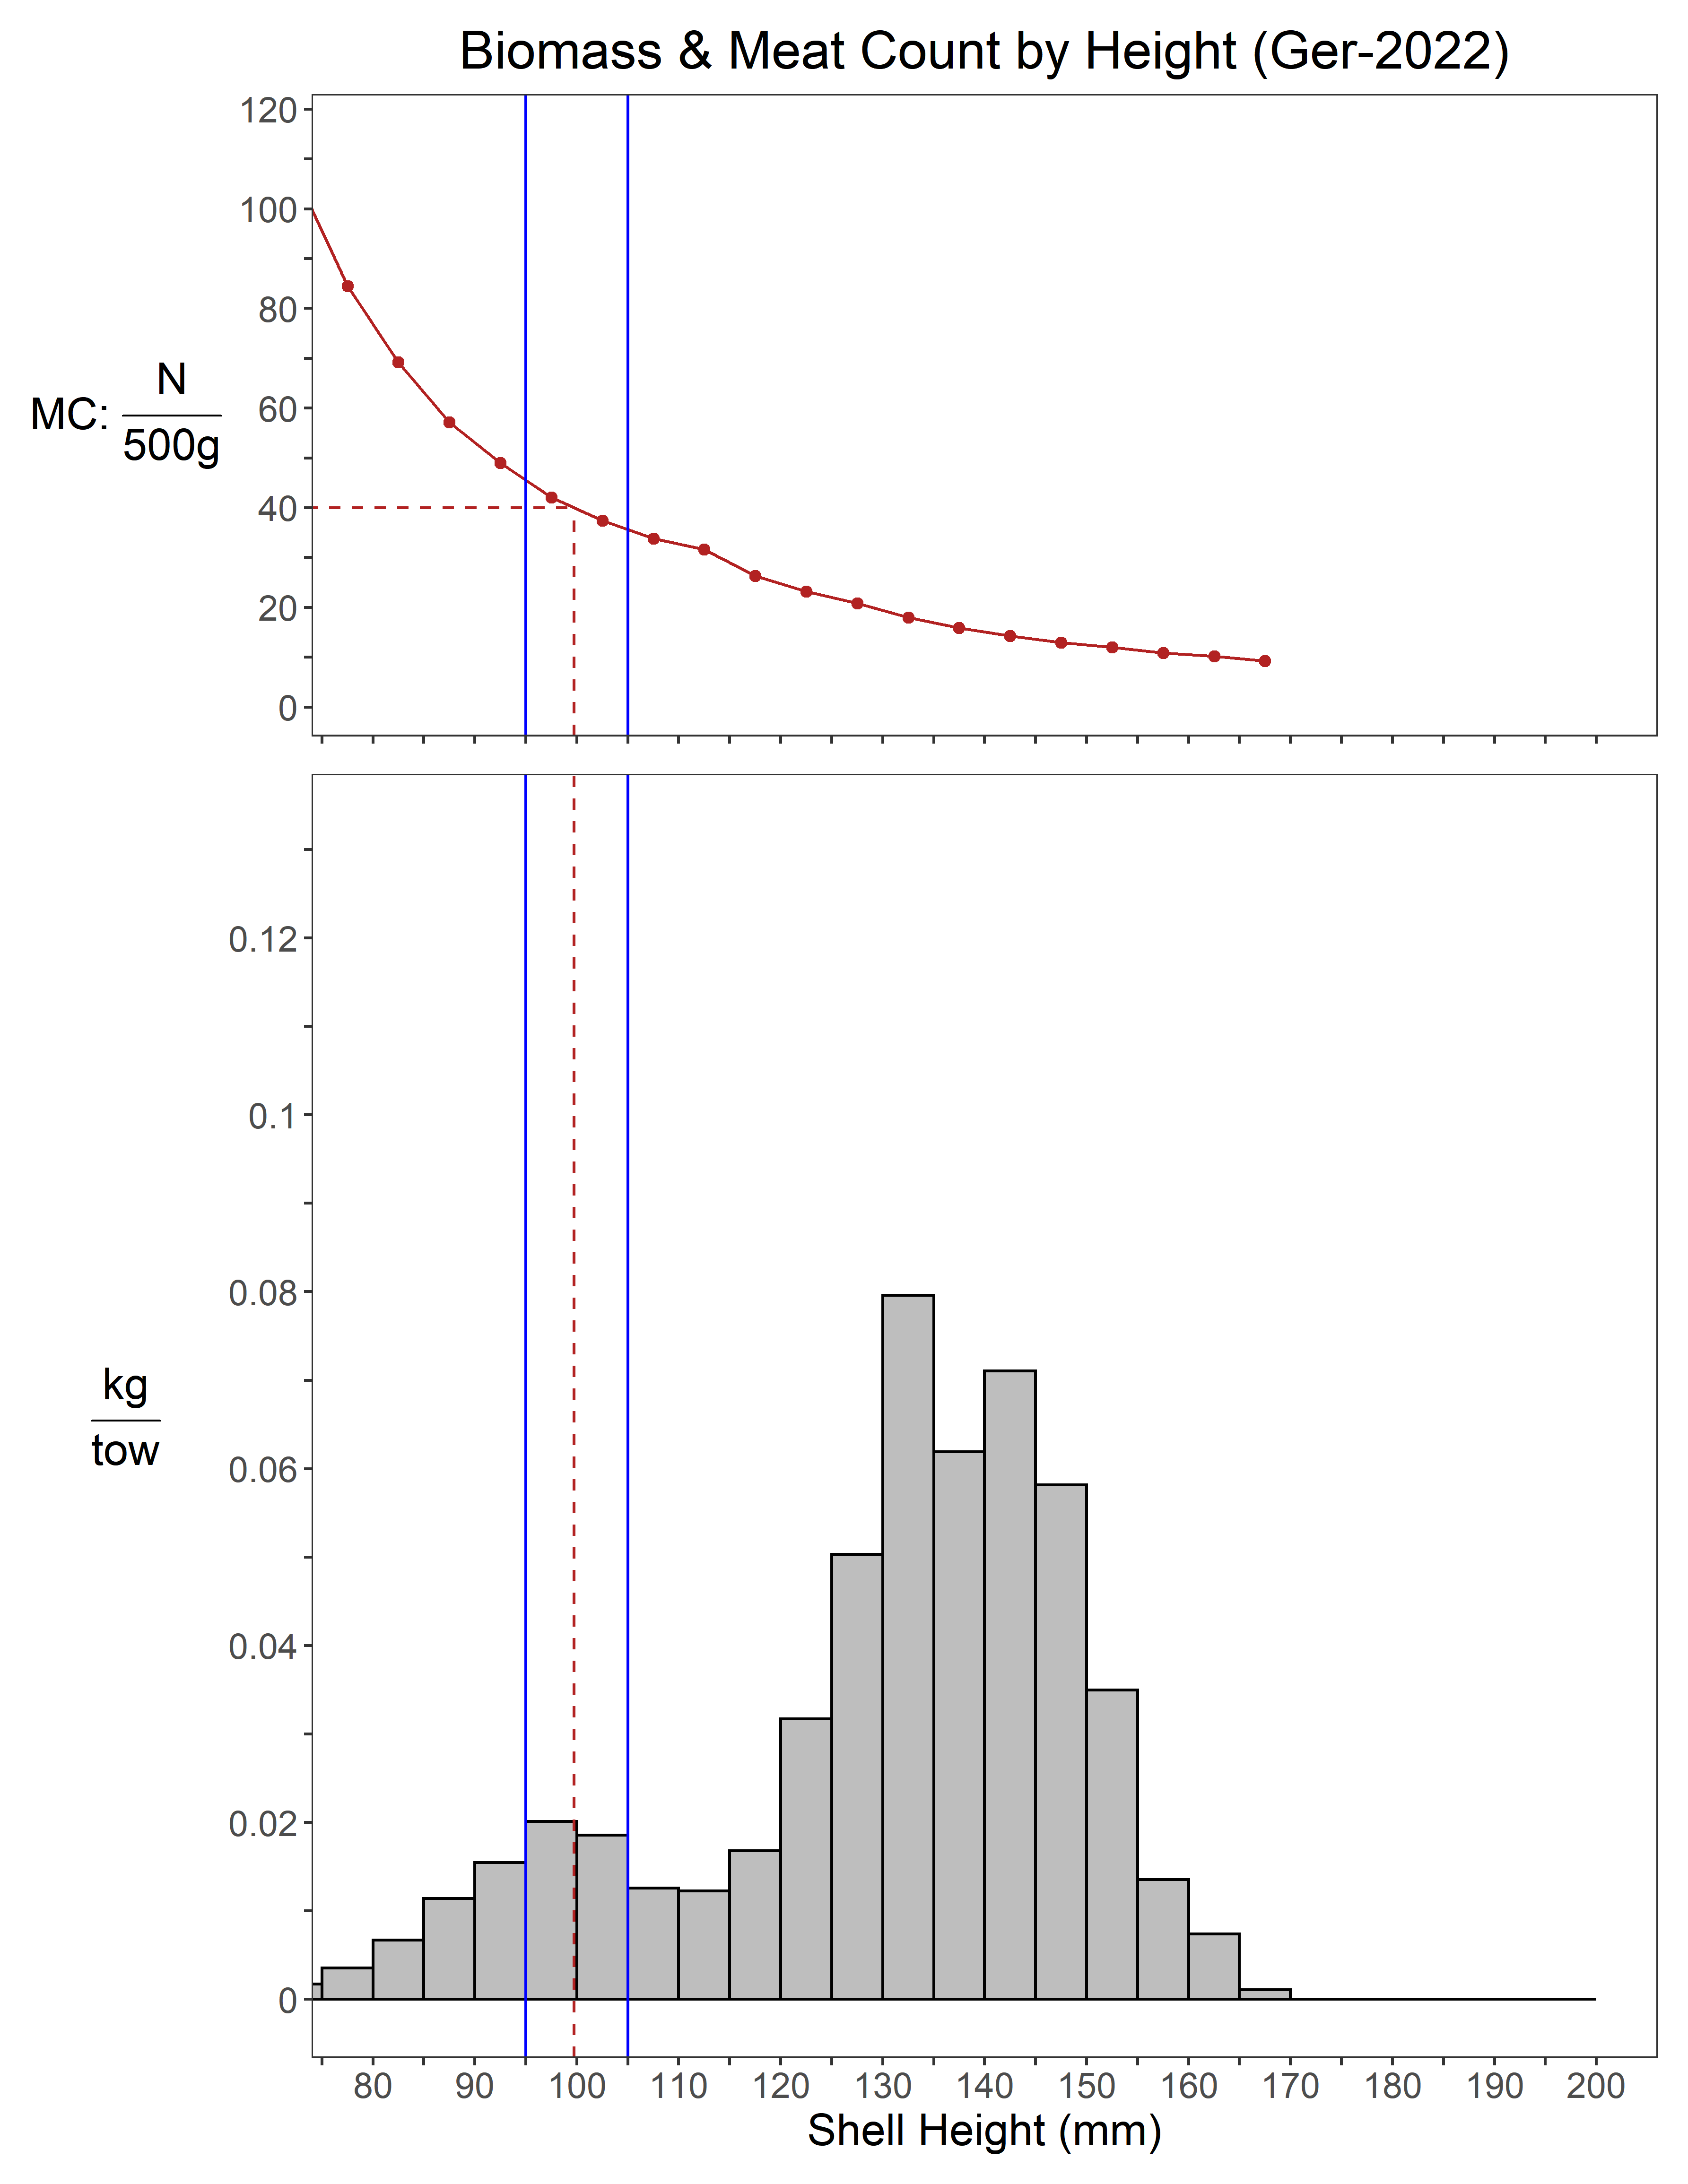 Biomass & Meat Count by Height (Ger-2022)
120
100
80
60
40
20
0
MC: N
500g
0.12
0.1
0.08
0.06
0.04
0.02
0
kg
tow
80 90 100 110 120 130 140 150 160 170 180 190 200
Shell Height (mm)